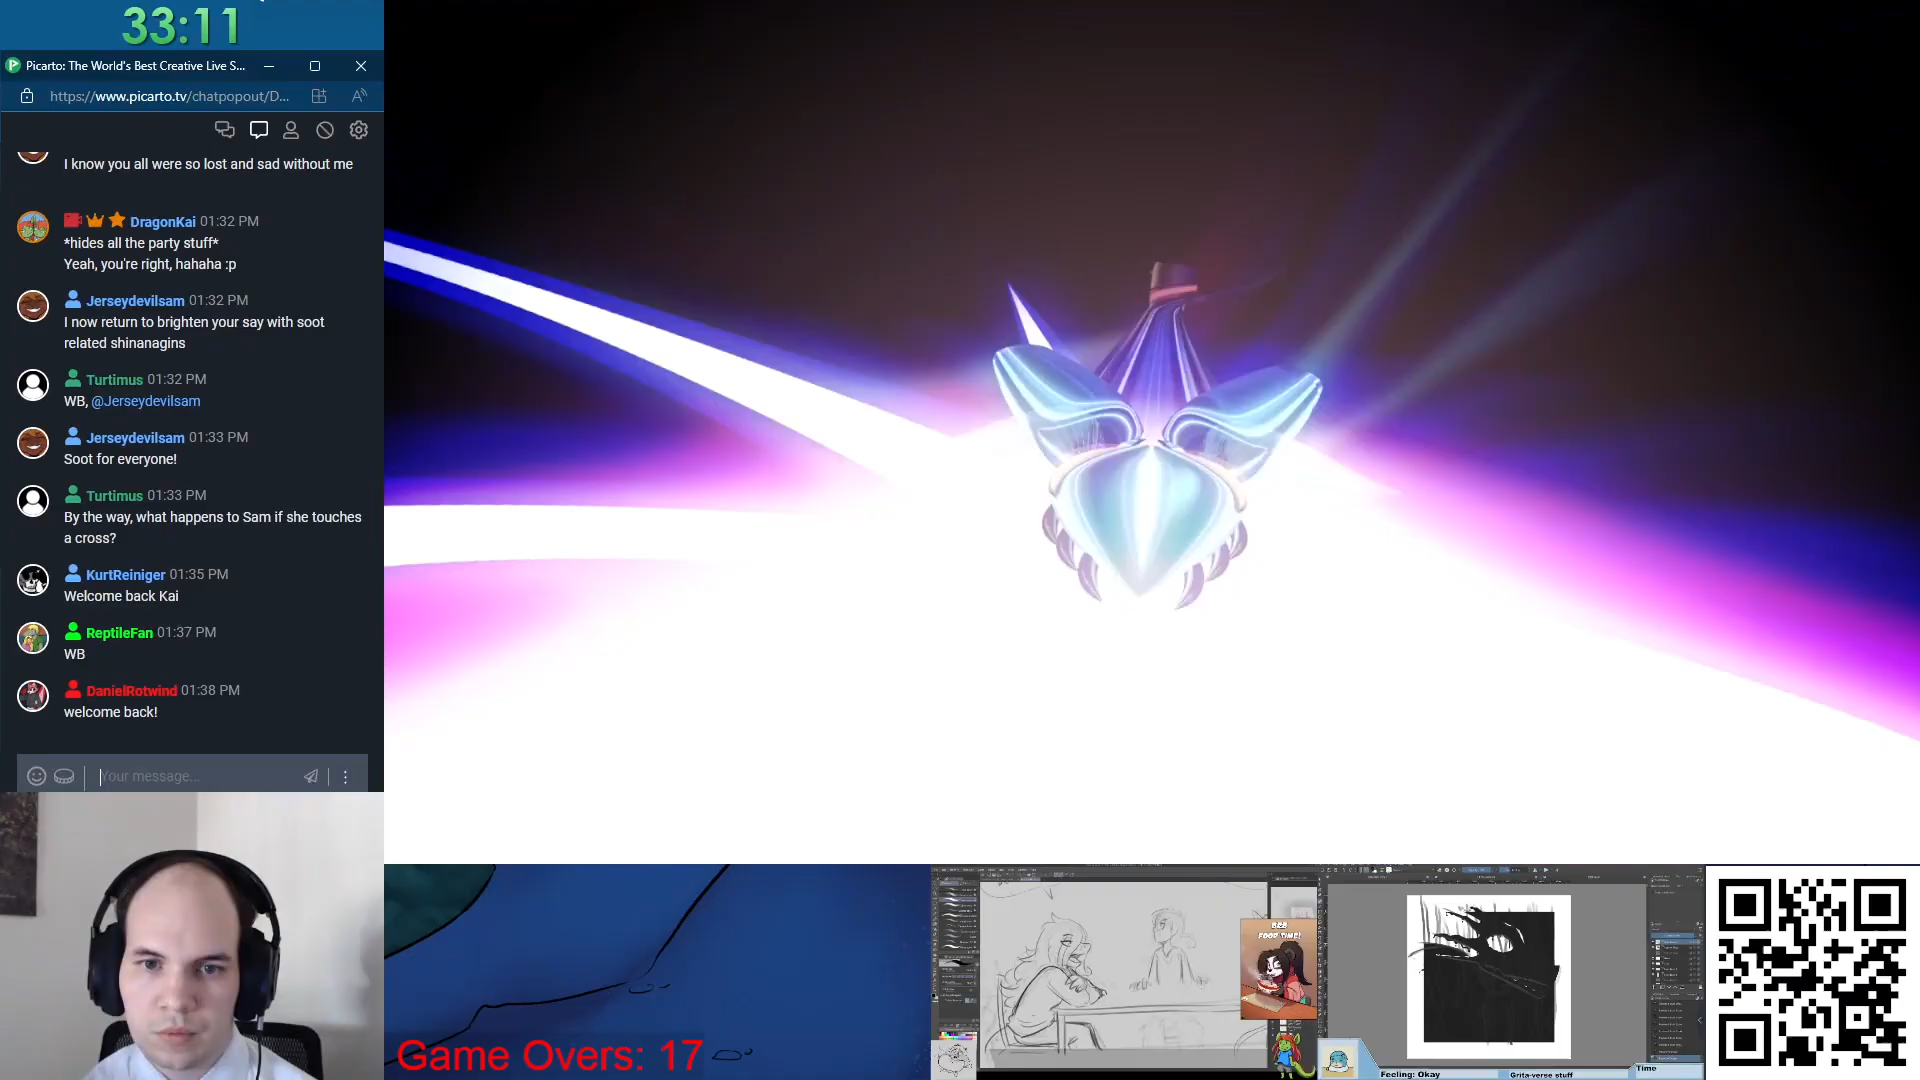 33:11
Picarto: The World's Best Creative Live S...
https://www.picarto.tv/chatpopout/D...
I know you all were so lost and sad without me
DragonKai 01:32 PM
*hides all the party stuff*
Yeah, you're right, hahaha :p
Jerseydevilsam 01:32 PM
I now return to brighten your say with soot
related shinanagins
Turtimus 01:32 PM
WB, @Jerseydevilsam
Jerseydevilsam 01:33 PM
Soot for everyone!
Turtimus 01:33 PM
By the way, what happens to Sam if she touches
a cross?
KurtReiniger 01:35 PM
Welcome back Kai
ReptileFan 01:37 PM
WB
DanielRotwind 01:38 PM
welcome back!
Your message...
Game Overs: 17
BRB
FOOD TIME!
Feeling: Okay
Grita-verse stuff
Time